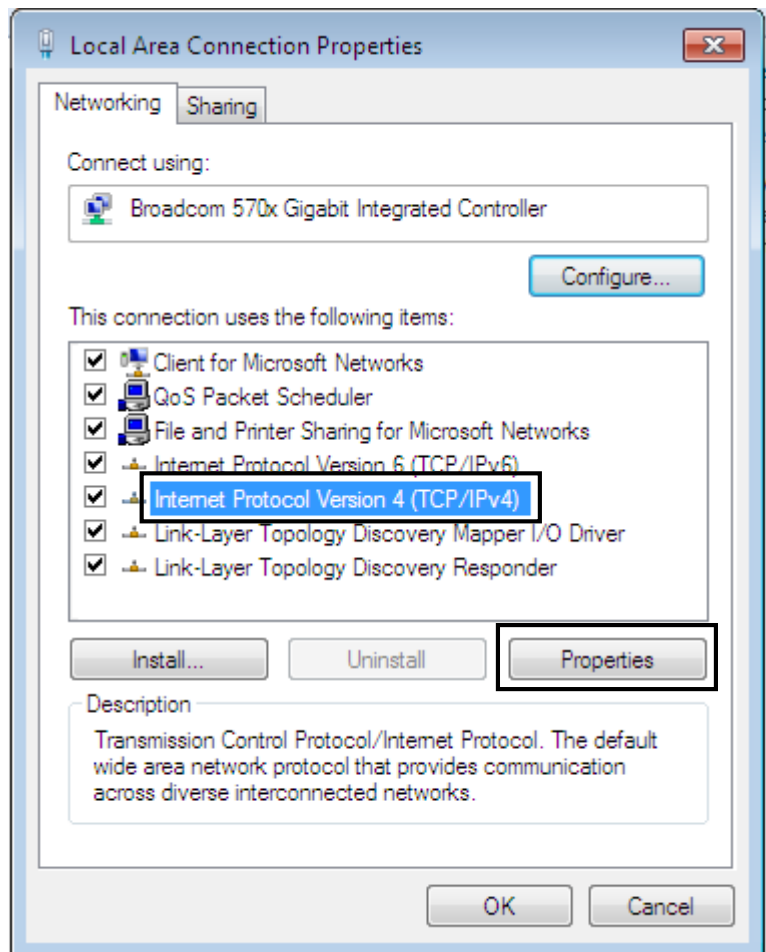 Local Area Connection Properties
Networking
Sharing
Connect using:
Broadcom 570x Gigabit Integrated Controller
Configure...
This connection uses the following items:
Client for Microsoft Networks
QoS Packet Scheduler
File and Printer Sharing for Microsoft Networks
Internet Protocol Version 6 (TCP/IPv6)
Internet Protocol Version 4 (TCP/IPv4)
Link-Layer Topology Discovery Mapper I/O Driver
Link-Layer Topology Discovery Responder
Install... Uninstall Properties
Description
Transmission Control Protocol/Internet Protocol. The default
wide area network protocol that provides communication
across diverse interconnected networks.
OK Cancel